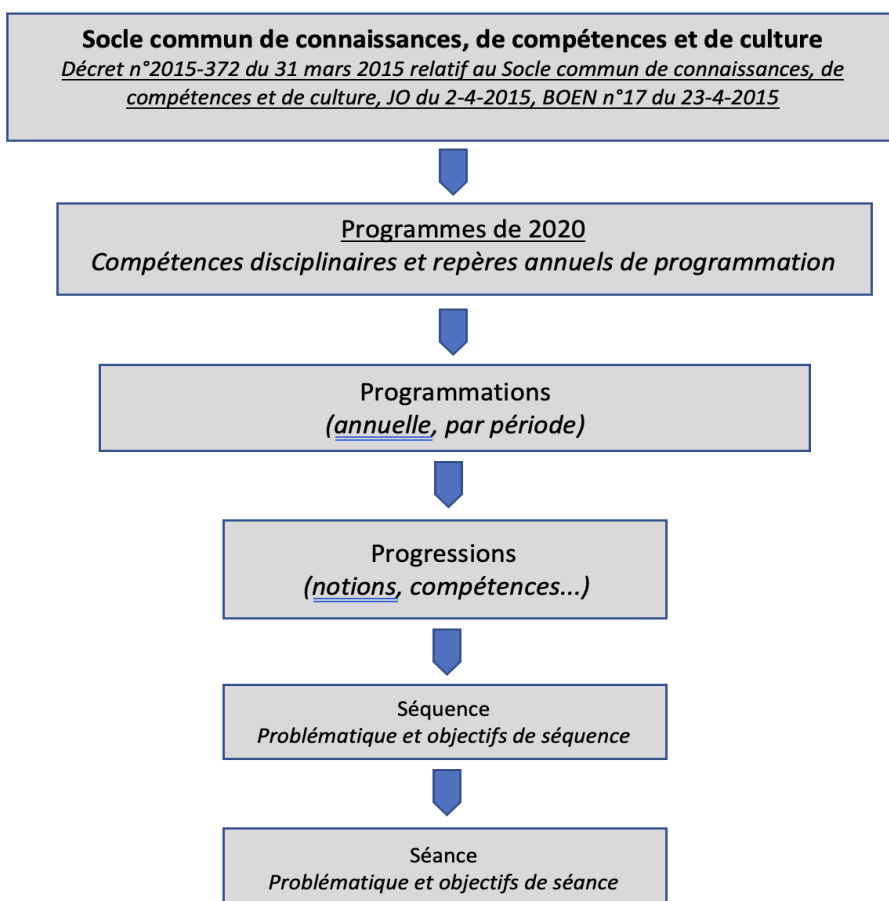 Socle commun de connaissances, de compétences et de culture
Décret n°2015-372 du 31 mars 2015 relatif au Socle commun de connaissances, de
compétences et de culture, JO du 2-4-2015, BOEN n°17 du 23-4-2015
Programmes de 2020
Compétences disciplinaires et repères annuels de programmation
Programmations
(annuelle, par période)
Progressions
(notions, compétences...)
Séquence
Problématique et objectifs de séquence
Séance
Problématique et objectifs de séance